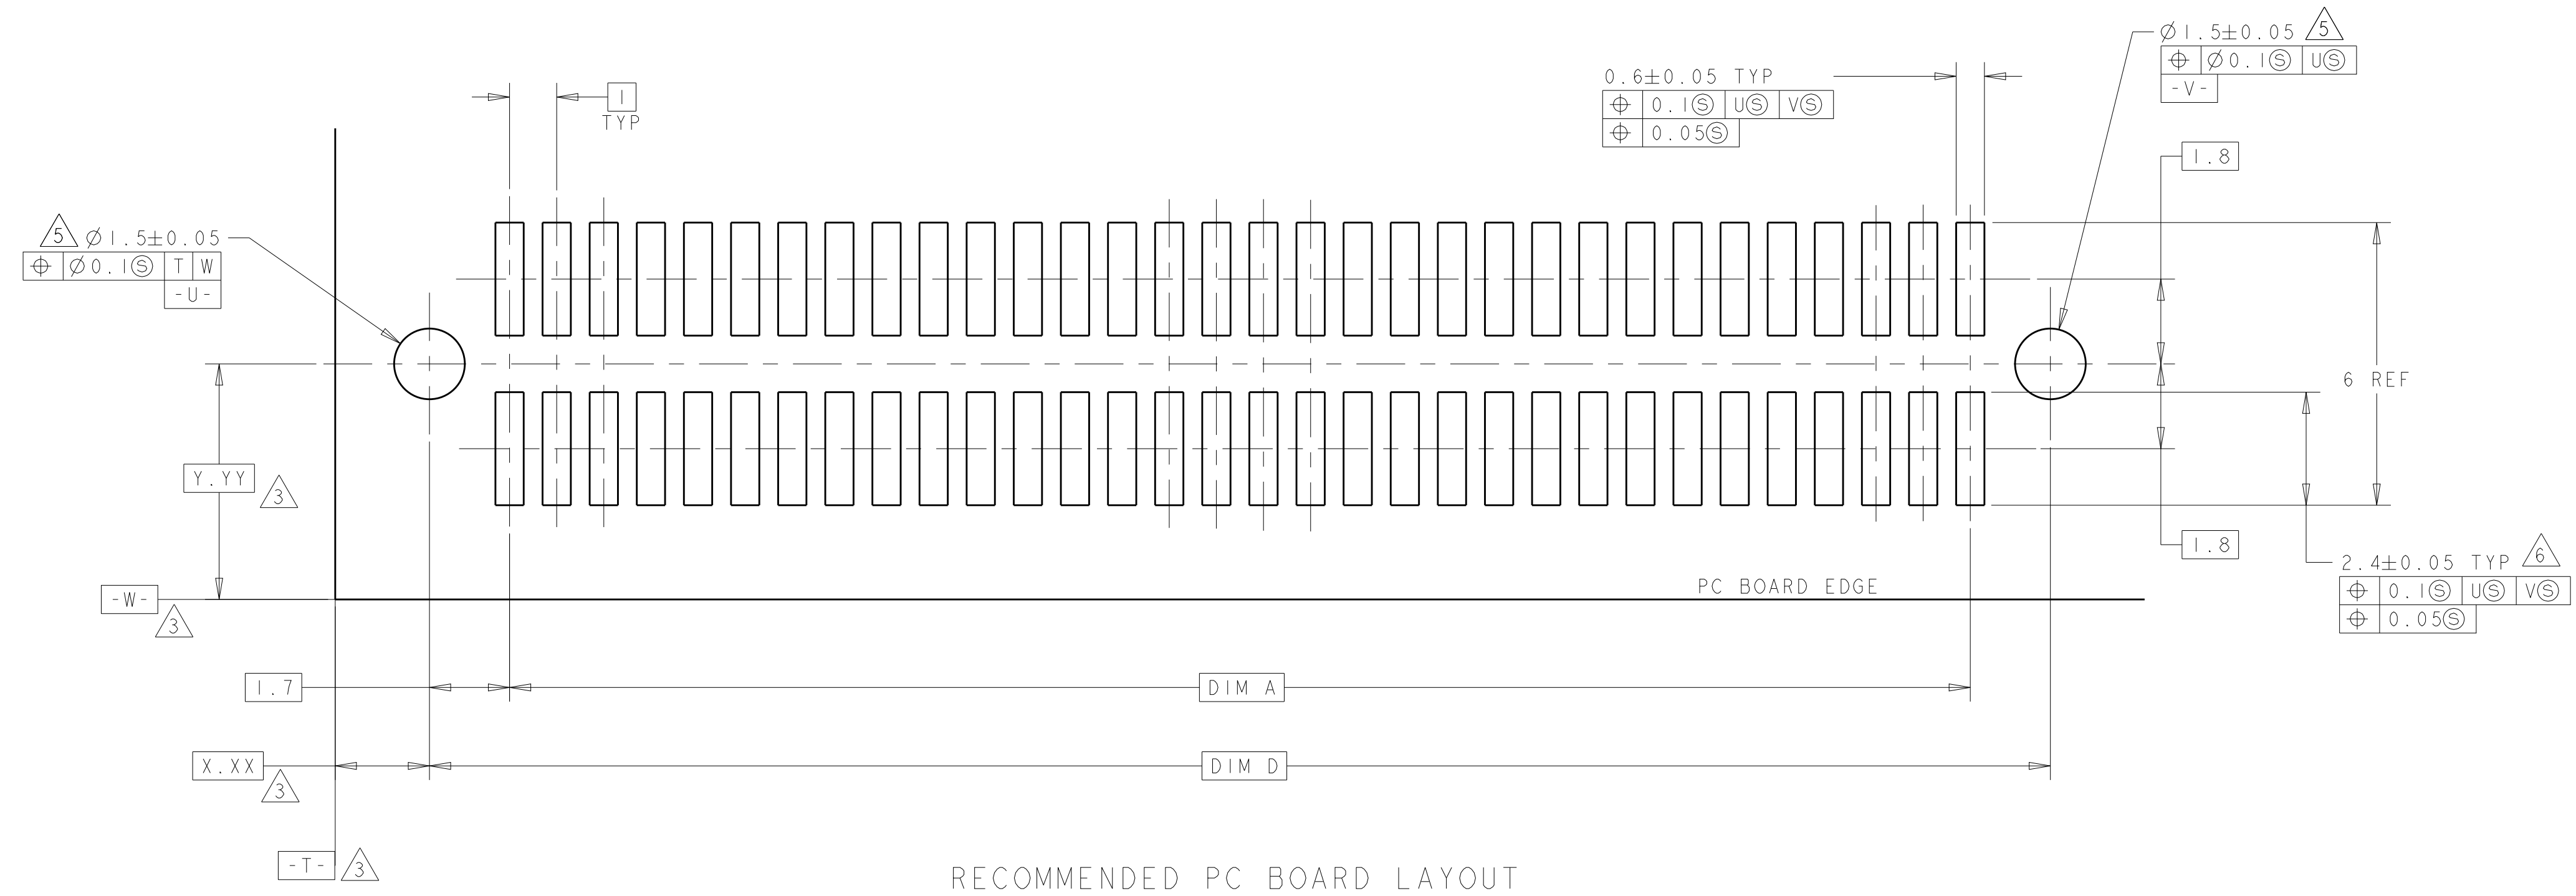 Ø1.5±0.05 5
⌖ Ø0.1Ⓢ UⓈ
-V-
0.6±0.05 TYP
⌖ 0.1Ⓢ UⓈ VⓈ
⌖ 0.05Ⓢ
1
TYP
1.8
5 Ø1.5±0.05
⌖ Ø0.1Ⓢ T W
-U-
6 REF
Y.YY 3
1.8
2.4±0.05 TYP 6
⌖ 0.1Ⓢ UⓈ VⓈ
⌖ 0.05Ⓢ
PC BOARD EDGE
-W- 3
1.7
DIM A
X.XX 3
DIM D
-T- 3
RECOMMENDED PC BOARD LAYOUT